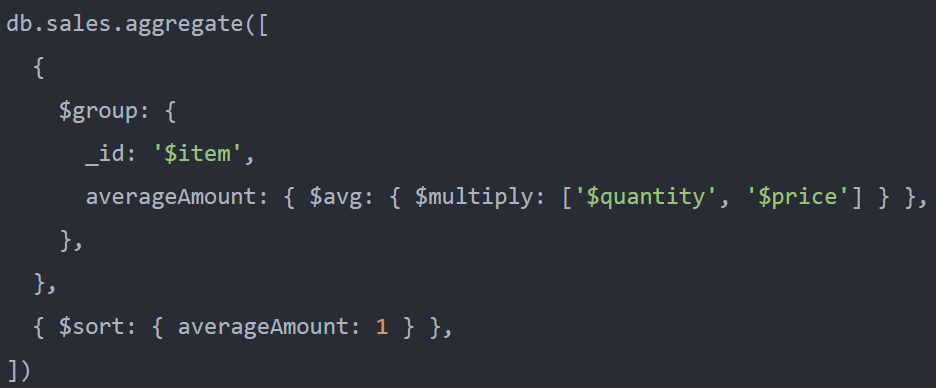 db.sales.aggregate([
  {
    $group: {
      _id: '$item',
      averageAmount: { $avg: { $multiply: ['$quantity', '$price'] } },
    },
  },
  { $sort: { averageAmount: 1 } },
])